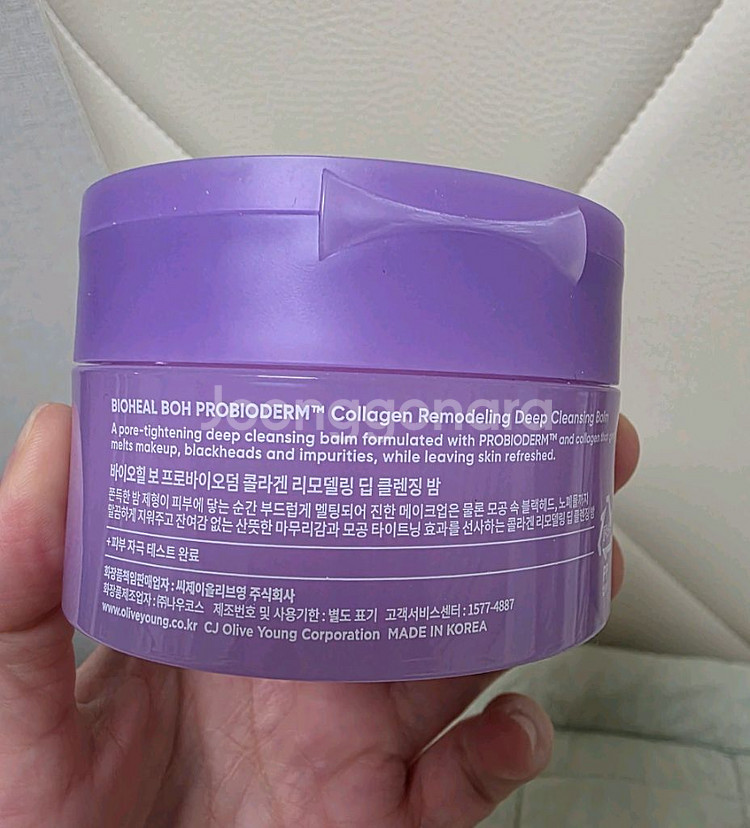 Joonggonara
BIOHEAL BOH PROBIODERM™ Collagen Remodeling Deep Cleansing Balm
A pore-tightening deep cleansing balm formulated with PROBIODERM™ and collagen that
melts makeup, blackheads and impurities, while leaving skin refreshed.
바이오힐 보 프로바이오덤 콜라겐 리모델링 딥 클렌징 밤
쫀득한 밤 제형이 피부에 닿는 순간 부드럽게 멜팅되어 진한 메이크업은 물론 모공 속 블랙헤드, 노폐물까지
말끔하게 지워주고 잔여감 없는 산뜻한 마무리감과 모공 타이트닝 효과를 선사하는 콜라겐 리모델링 딥 클렌징 밤
+피부 자극 테스트 완료
화장품책임판매업자 : 씨제이올리브영 주식회사
화장품제조업자 : ㈜나우코스 제조번호 및 사용기한 : 별도 표기 고객서비스센터 : 1577-4887
www.oliveyoung.co.kr CJ Olive Young Corporation MADE IN KOREA